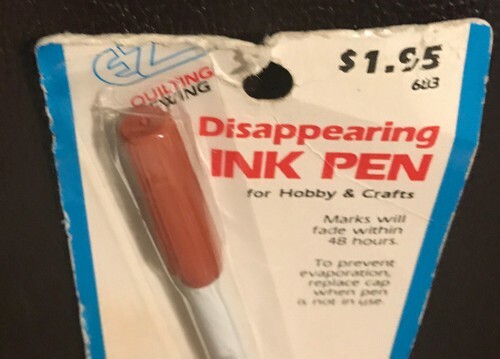 EZ
QUILTING
$1.95
683
Disappearing
INK PEN
for Hobby & Crafts
Marks will
fade within
48 hours.
To prevent
evaporation,
replace cap
when pen
is not in use.